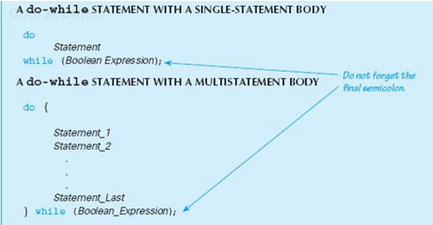 A do-while STATEMENT WITH A SINGLE-STATEMENT BODY
do
Statement
while (Boolean Expression);
Do not forget the
final semicolon.
A do-while STATEMENT WITH A MULTISTATEMENT BODY
do {
Statement_1
Statement_2
.
.
.
Statement_Last
} while (Boolean_Expression);